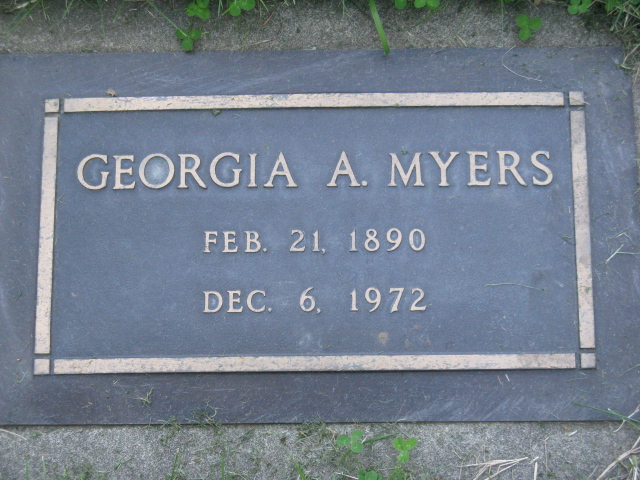 GEORGIA A. MYERS
FEB. 21, 1890
DEC. 6, 1972